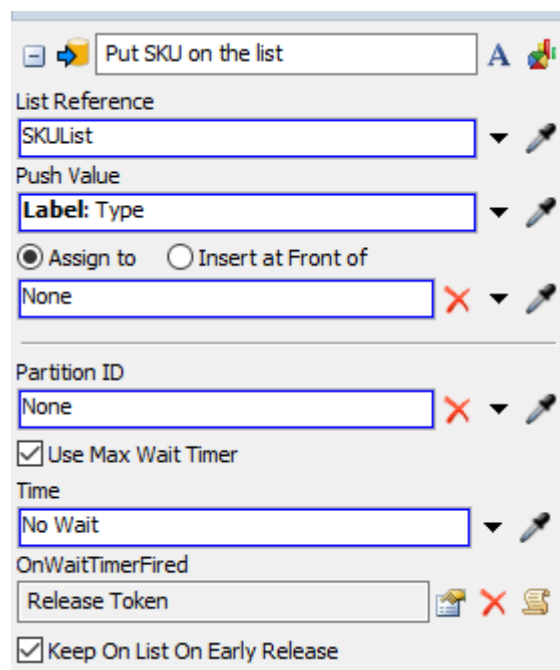 Put SKU on the list A
List Reference
SKUList
Push Value
Label: Type
Assign to Insert at Front of
None
Partition ID
None
Use Max Wait Timer
Time
No Wait
OnWaitTimerFired
Release Token
Keep On List On Early Release